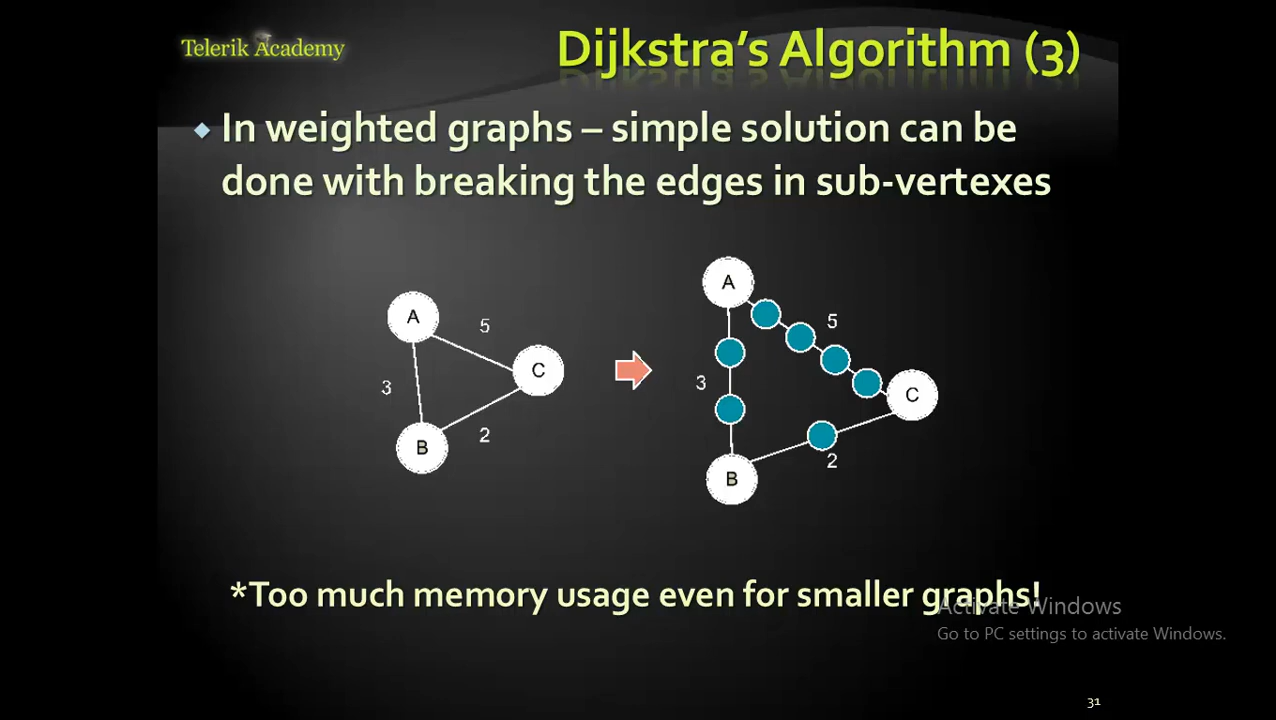 Telerik Academy
Dijkstra's Algorithm (3)
In weighted graphs – simple solution can be
done with breaking the edges in sub-vertexes
A
5
C
3
B
2
A
5
3
C
B
2
*Too much memory usage even for smaller graphs!
Activate Windows
Go to PC settings to activate Windows.
31